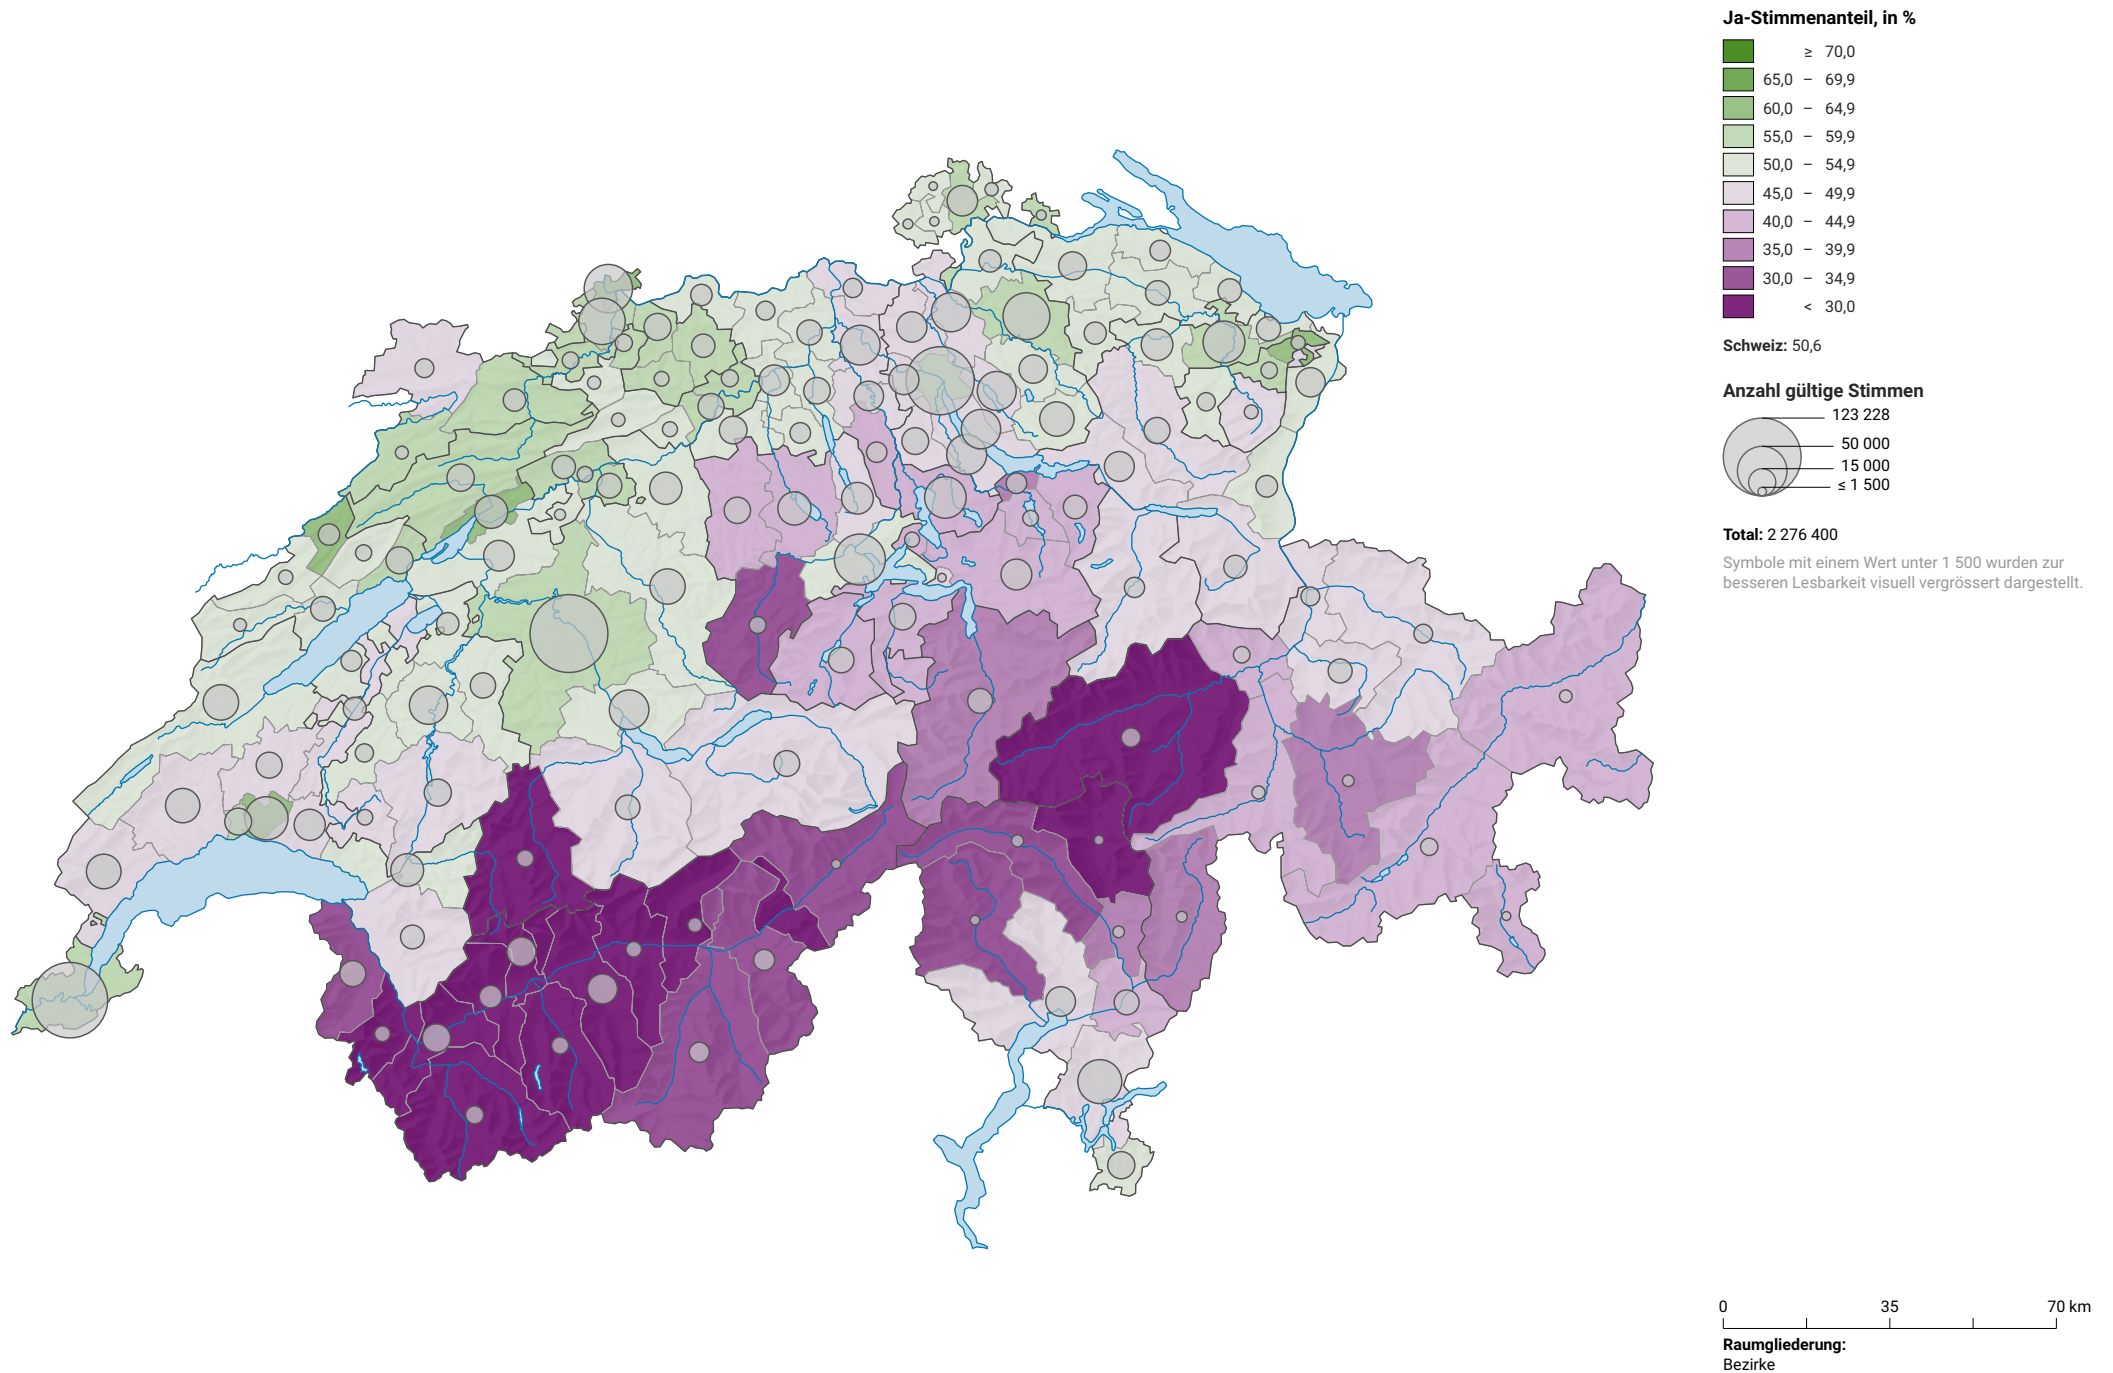 Ja-Stimmenanteil, in %
≥ 70,0
65,0 – 69,9
60,0 – 64,9
55,0 – 59,9
50,0 – 54,9
45,0 – 49,9
40,0 – 44,9
35,0 – 39,9
30,0 – 34,9
< 30,0
Schweiz: 50,6
Anzahl gültige Stimmen
123 228
50 000
15 000
≤ 1 500
Total: 2 276 400
Symbole mit einem Wert unter 1 500 wurden zur
besseren Lesbarkeit visuell vergrössert dargestellt.
0 35 70 km
Raumgliederung:
Bezirke